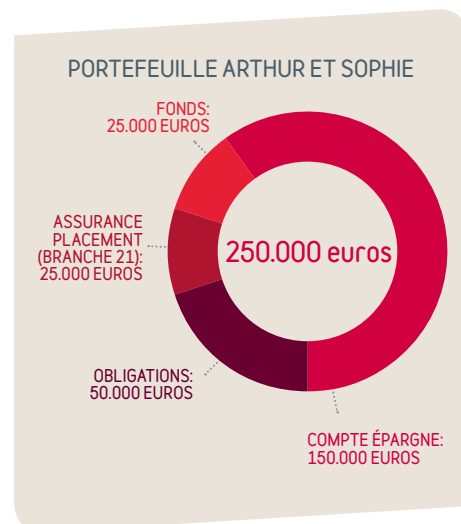 PORTEFEUILLE ARTHUR ET SOPHIE
FONDS:
25.000 EUROS
ASSURANCE
PLACEMENT
(BRANCHE 21):
25.000 EUROS
250.000 euros
OBLIGATIONS:
50.000 EUROS
COMPTE ÉPARGNE:
150.000 EUROS